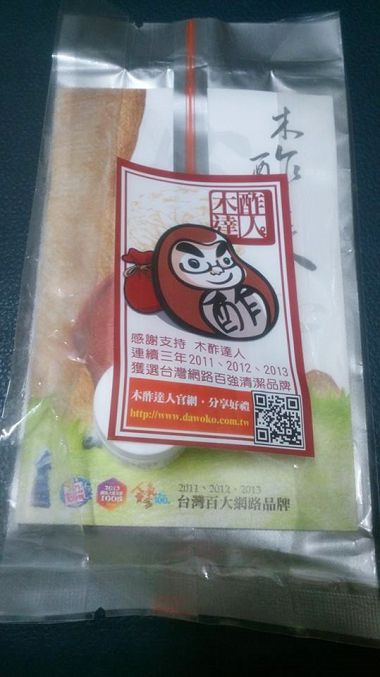 木酢
木酢
達人
酢
感謝支持 木酢達人
連續三年2011、2012、2013
獲選台灣網路百強清潔品牌
木酢達人官網，分享好禮
http://www.dawoko.com.tw
2011、2012、2013
台灣百大網路品牌